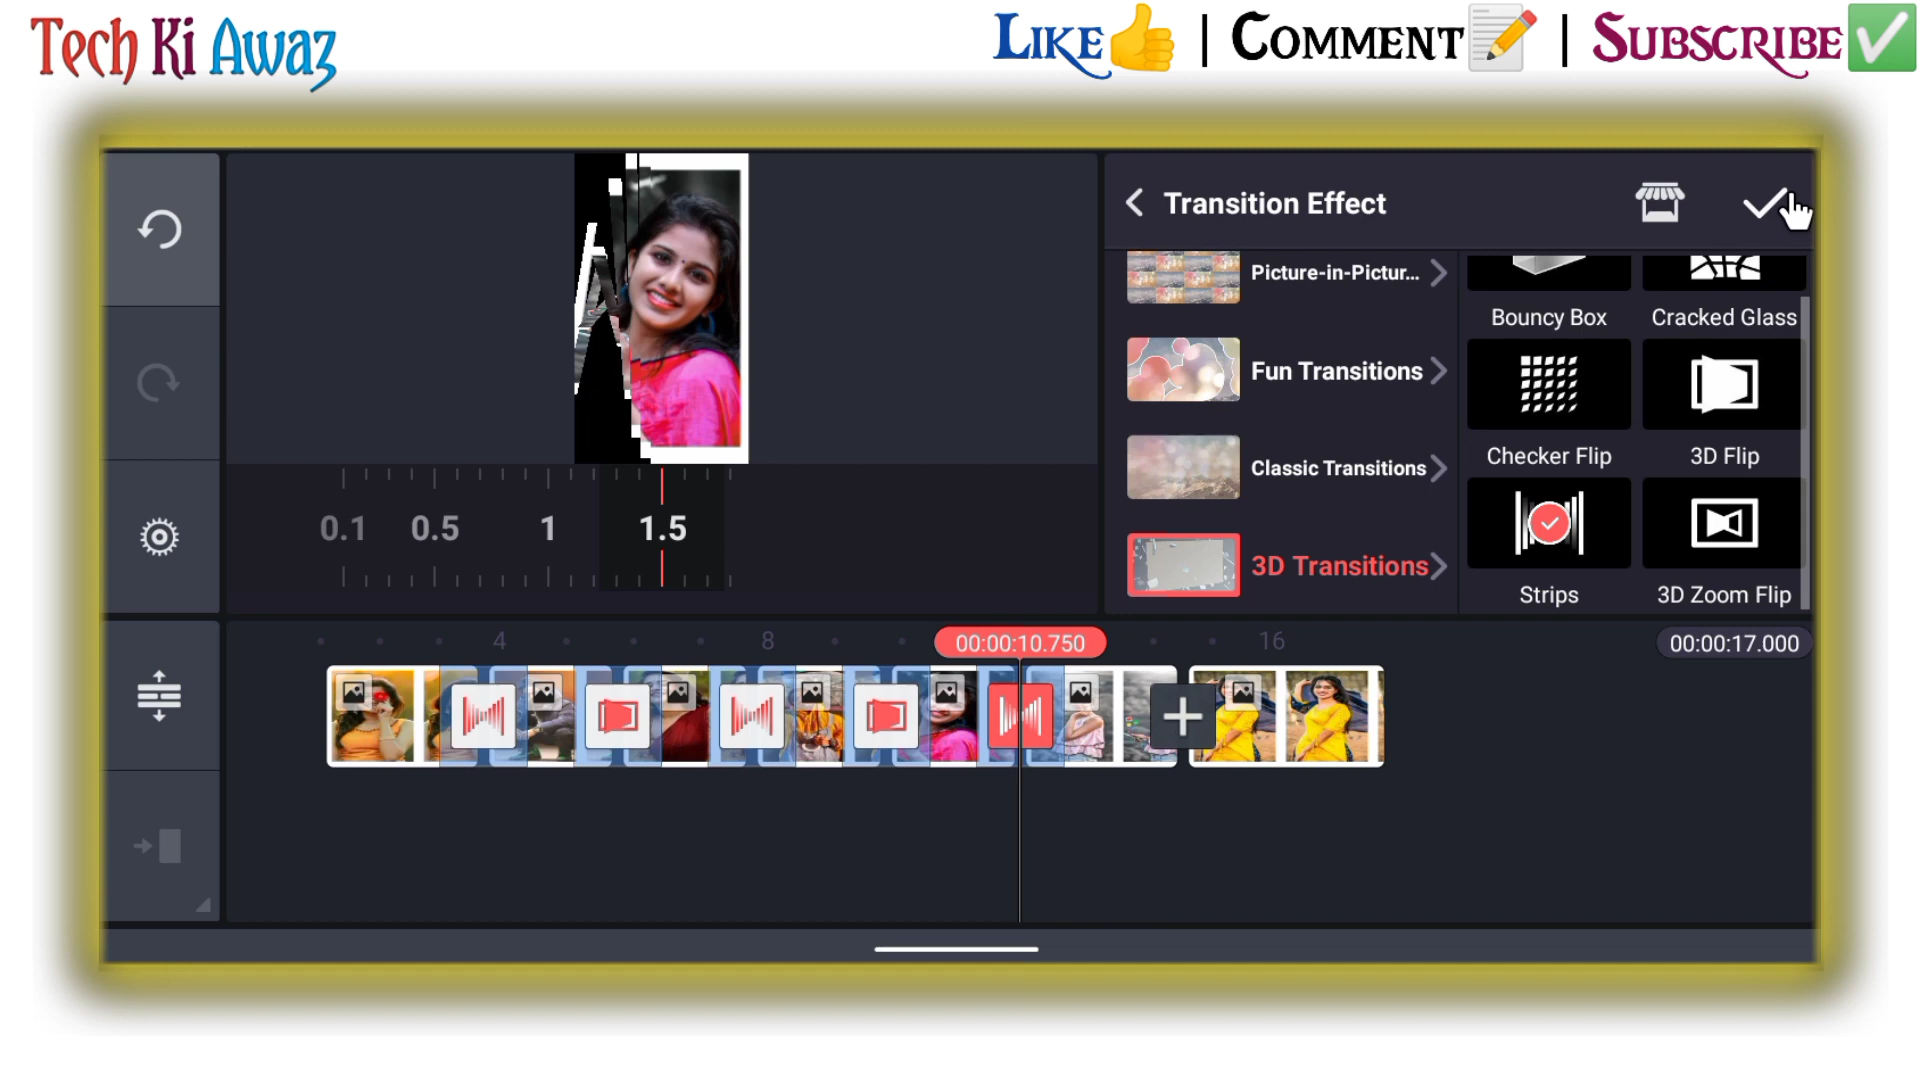 Tech Ki Awaz
Like | Comment | Subscribe
Transition Effect
Picture-in-Pictur...
Fun Transitions
Classic Transitions
3D Transitions
Bouncy Box
Cracked Glass
Checker Flip
3D Flip
Strips
3D Zoom Flip
0.1 0.5 1 1.5
4 8 00:00:10.750 16 00:00:17.000